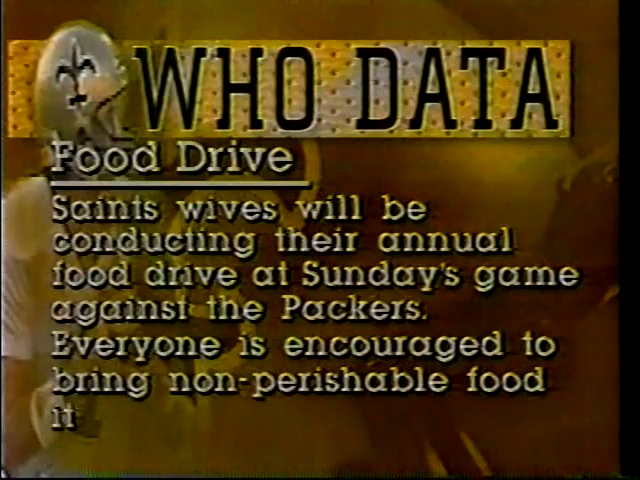 WHO DATA
Food Drive
Saints wives will be
conducting their annual
food drive at Sunday's game
against the Packers.
Everyone is encouraged to
bring non-perishable food
it